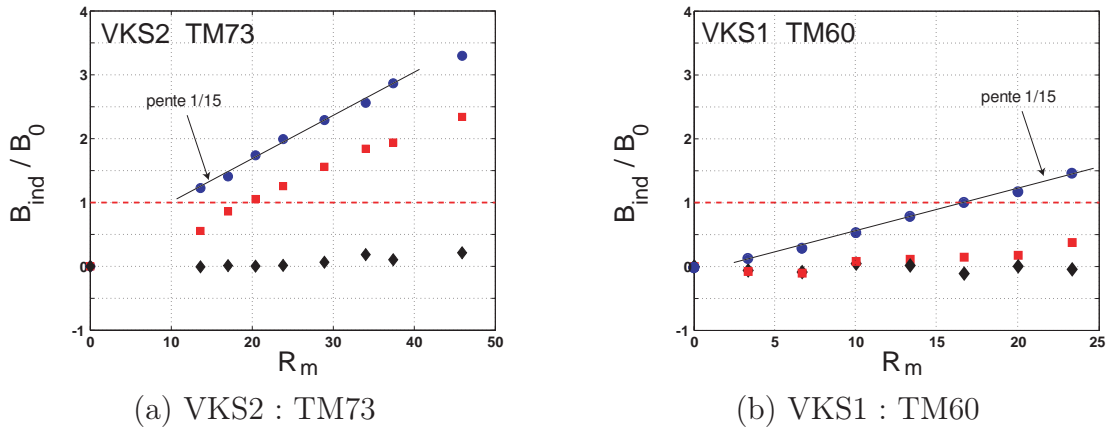 VKS2 TM73
4
3
2
1
0
-1
B_ind / B_0
pente 1/15
0 10 20 30 40 50
R_m
(a) VKS2 : TM73
VKS1 TM60
4
3
2
1
0
-1
B_ind / B_0
pente 1/15
0 5 10 15 20 25
R_m
(b) VKS1 : TM60